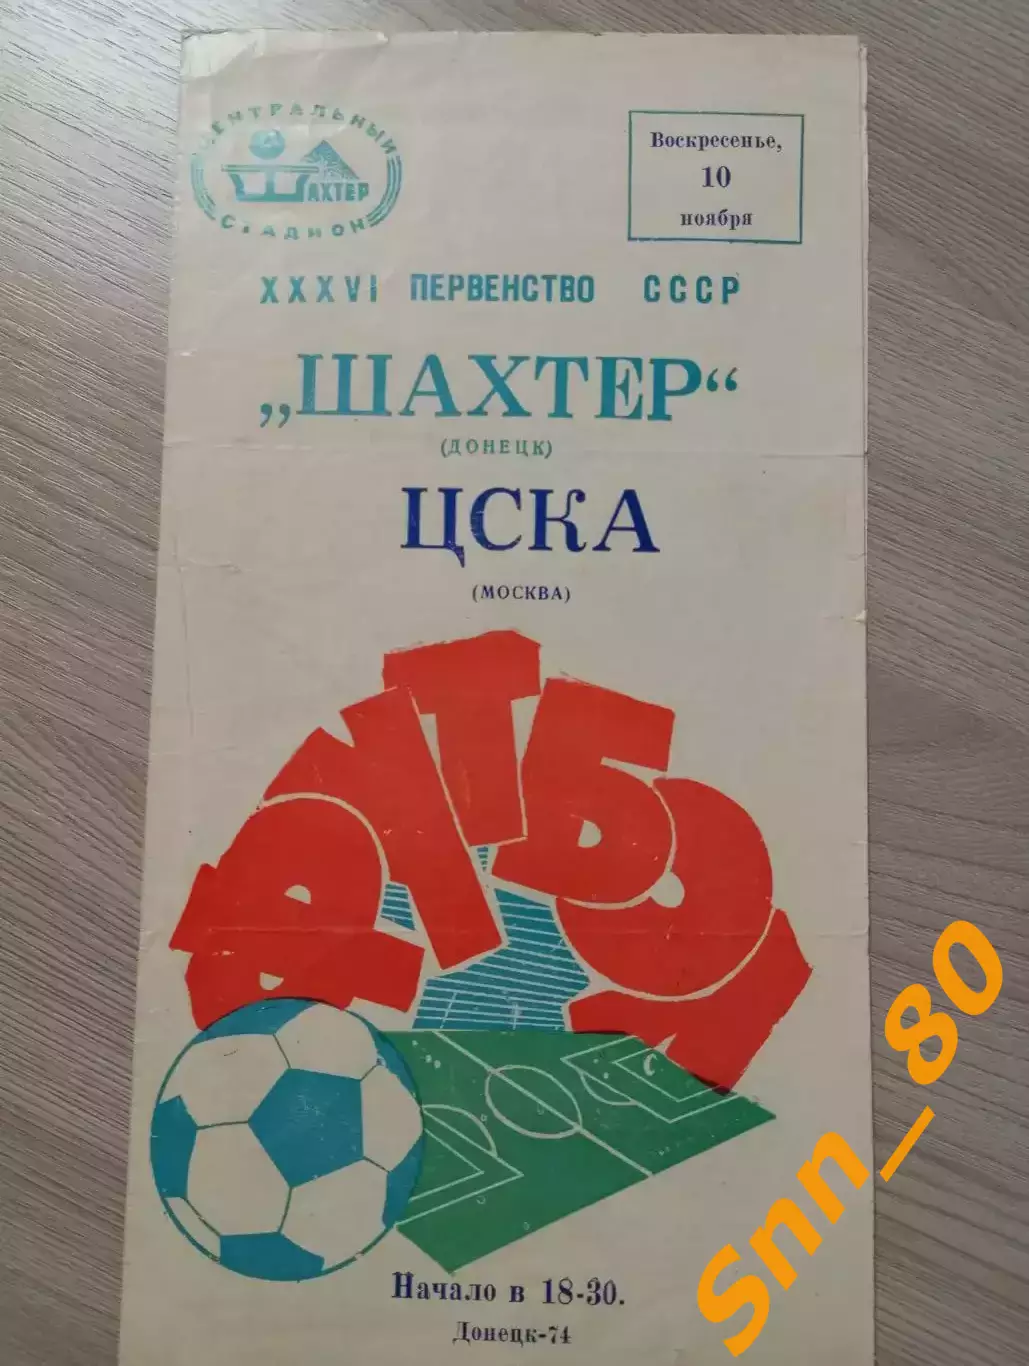 ЦЕНТРАЛЬНЫЙ
ШАХТЕР
СТАДИОН
Воскресенье,
10
ноября
XXXVI ПЕРВЕНСТВО СССР
„ШАХТЕР“
(ДОНЕЦК)
ЦСКА
(МОСКВА)
ФУТБОЛ
Начало в 18-30.
Донецк-74
Snn_80